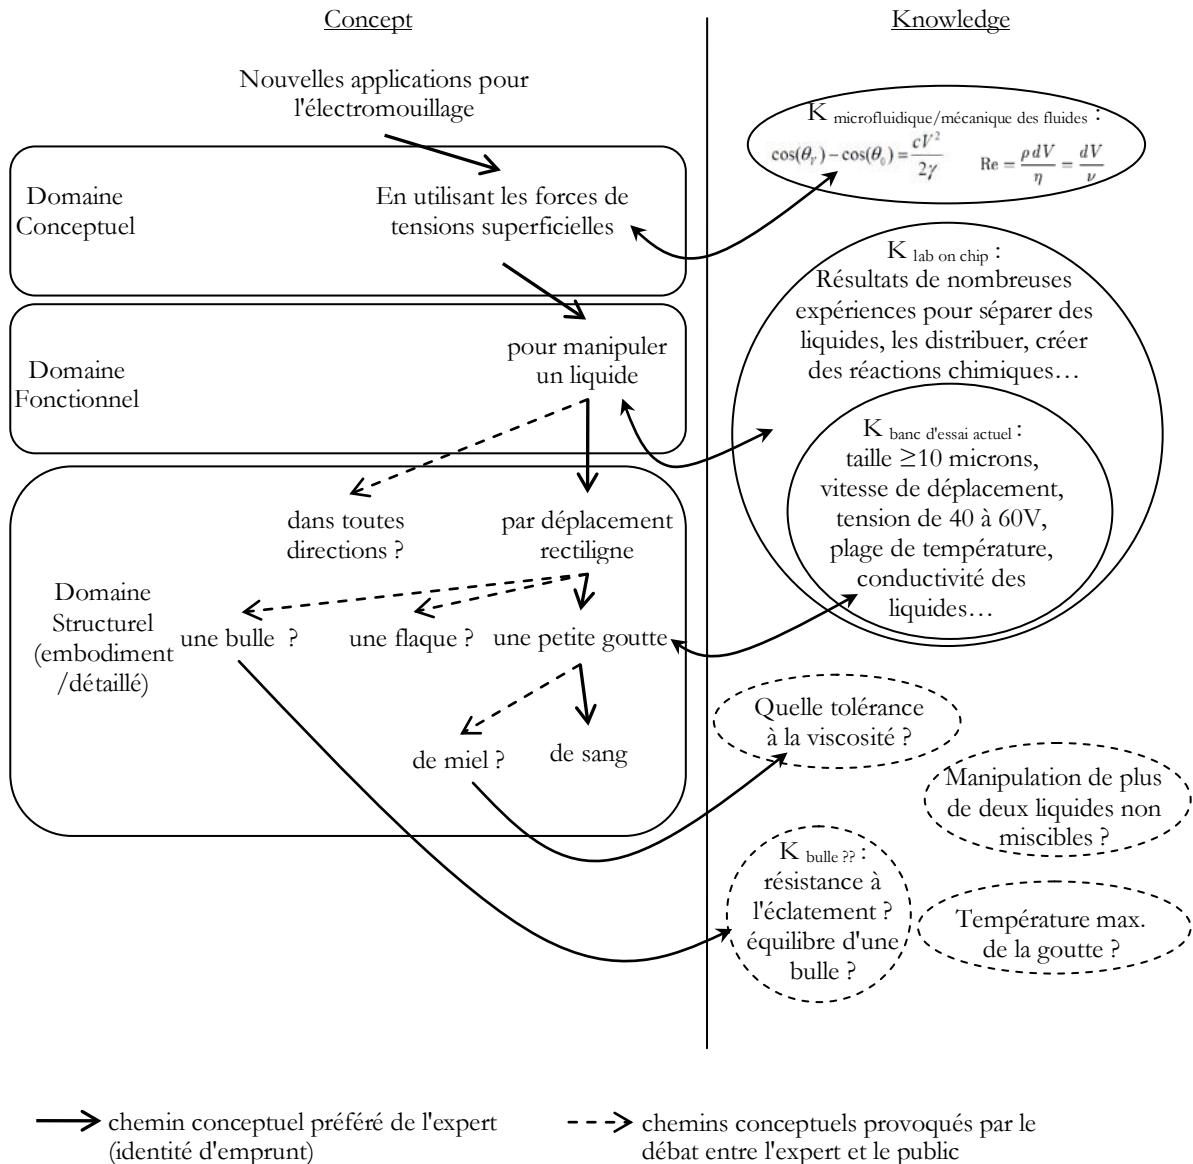 Concept
Knowledge
Nouvelles applications pour
l'électromouillage
Domaine
Conceptuel
En utilisant les forces de
tensions superficielles
Domaine
Fonctionnel
pour manipuler
un liquide
Domaine
Structurel
(embodiment
/détaillé)
dans toutes
directions ?
par déplacement
rectiligne
une bulle ?
une flaque ?
une petite goutte
de miel ?
de sang
K microfluidique/mécanique des fluides :
cos(θ_V) − cos(θ_0) = cV² / 2γ
Re = ρdV / η = dV / ν
K lab on chip :
Résultats de nombreuses
expériences pour séparer des
liquides, les distribuer, créer
des réactions chimiques…
K banc d'essai actuel :
taille ≥10 microns,
vitesse de déplacement,
tension de 40 à 60V,
plage de température,
conductivité des
liquides…
Quelle tolérance
à la viscosité ?
Manipulation de plus
de deux liquides non
miscibles ?
K bulle ?? :
résistance à
l'éclatement ?
équilibre d'une
bulle ?
Température max.
de la goutte ?
chemin conceptuel préféré de l'expert
(identité d'emprunt)
chemins conceptuels provoqués par le
débat entre l'expert et le public